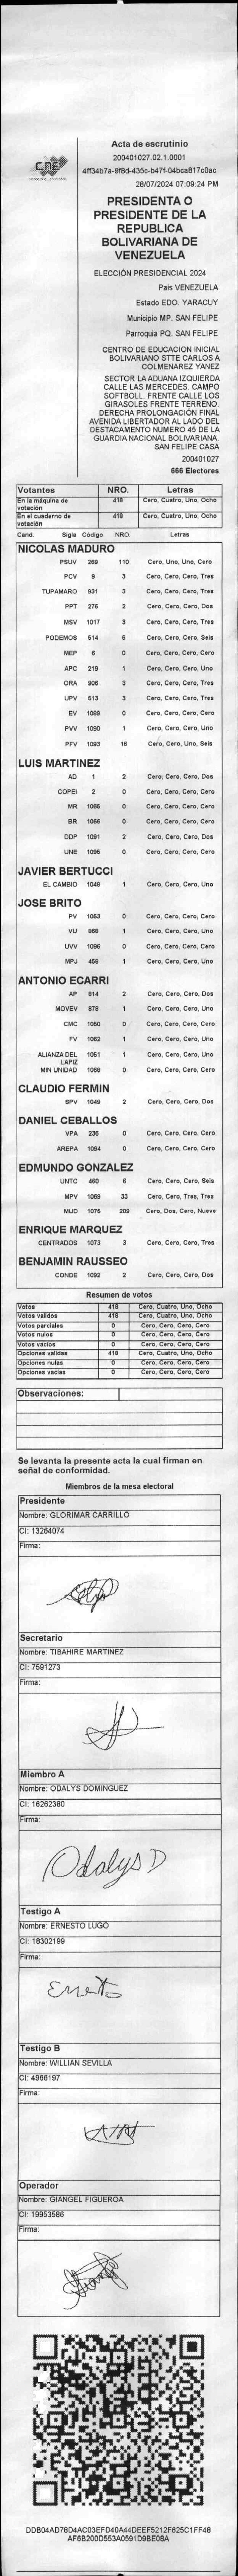 CNE
Acta de escrutinio
200401027.02.1.0001
4ff34b7a-9f8d-435c-b47f-04bca817c0ac
28/07/2024 07:09:24 PM
PRESIDENTA O
PRESIDENTE DE LA
REPUBLICA
BOLIVARIANA DE
VENEZUELA
ELECCIÓN PRESIDENCIAL 2024
País VENEZUELA
Estado EDO. YARACUY
Municipio MP. SAN FELIPE
Parroquia PQ. SAN FELIPE
CENTRO DE EDUCACION INICIAL
BOLIVARIANO STTE CARLOS A
COLMENAREZ YANEZ
SECTOR LA ADUANA IZQUIERDA
CALLE LAS MERCEDES. CAMPO
SOFTBOLL. FRENTE CALLE LOS
GIRASOLES FRENTE TERRENO.
DERECHA PROLONGACIÓN FINAL
AVENIDA LIBERTADOR AL LADO DEL
DESTACAMENTO NUMERO 45 DE LA
GUARDIA NACIONAL BOLIVARIANA.
SAN FELIPE CASA
200401027
666 Electores
Votantes NRO. Letras
En la máquina de votación 418 Cero, Cuatro, Uno, Ocho
En el cuaderno de votación 418 Cero, Cuatro, Uno, Ocho
Cand. Sigla Código NRO. Letras
NICOLAS MADURO
PSUV 269 110 Cero, Uno, Uno, Cero
PCV 9 3 Cero, Cero, Cero, Tres
TUPAMARO 931 3 Cero, Cero, Cero, Tres
PPT 276 2 Cero, Cero, Cero, Dos
MSV 1017 3 Cero, Cero, Cero, Tres
PODEMOS 514 6 Cero, Cero, Cero, Seis
MEP 6 0 Cero, Cero, Cero, Cero
APC 219 1 Cero, Cero, Cero, Uno
ORA 906 3 Cero, Cero, Cero, Tres
UPV 513 3 Cero, Cero, Cero, Tres
EV 1089 0 Cero, Cero, Cero, Cero
PVV 1090 1 Cero, Cero, Cero, Uno
PFV 1093 16 Cero, Cero, Uno, Seis
LUIS MARTINEZ
AD 1 2 Cero, Cero, Cero, Dos
COPEI 2 0 Cero, Cero, Cero, Cero
MR 1065 0 Cero, Cero, Cero, Cero
BR 1066 0 Cero, Cero, Cero, Cero
DDP 1091 2 Cero, Cero, Cero, Dos
UNE 1095 0 Cero, Cero, Cero, Cero
JAVIER BERTUCCI
EL CAMBIO 1048 1 Cero, Cero, Cero, Uno
JOSE BRITO
PV 1053 0 Cero, Cero, Cero, Cero
VU 969 1 Cero, Cero, Cero, Uno
UVV 1096 0 Cero, Cero, Cero, Cero
MPJ 458 1 Cero, Cero, Cero, Uno
ANTONIO ECARRI
AP 614 2 Cero, Cero, Cero, Dos
MOVEV 978 1 Cero, Cero, Cero, Uno
CMC 1050 0 Cero, Cero, Cero, Cero
FV 1062 1 Cero, Cero, Cero, Uno
ALIANZA DEL LAPIZ 1051 1 Cero, Cero, Cero, Uno
MIN UNIDAD 1069 0 Cero, Cero, Cero, Cero
CLAUDIO FERMIN
SPV 1049 2 Cero, Cero, Cero, Dos
DANIEL CEBALLOS
VPA 236 0 Cero, Cero, Cero, Cero
AREPA 1094 0 Cero, Cero, Cero, Cero
EDMUNDO GONZALEZ
UNTC 460 6 Cero, Cero, Cero, Seis
MPV 1069 33 Cero, Cero, Tres, Tres
MUD 1075 209 Cero, Dos, Cero, Nueve
ENRIQUE MARQUEZ
CENTRADOS 1073 3 Cero, Cero, Cero, Tres
BENJAMIN RAUSSEO
CONDE 1092 2 Cero, Cero, Cero, Dos
Resumen de votos
Votos 418 Cero, Cuatro, Uno, Ocho
Votos validos 418 Cero, Cuatro, Uno, Ocho
Votos parciales 0 Cero, Cero, Cero, Cero
Votos nulos 0 Cero, Cero, Cero, Cero
Votos vacios 0 Cero, Cero, Cero, Cero
Opciones validas 418 Cero, Cuatro, Uno, Ocho
Opciones nulas 0 Cero, Cero, Cero, Cero
Opciones vacias 0 Cero, Cero, Cero, Cero
Observaciones:
Se levanta la presente acta la cual firman en
señal de conformidad.
Miembros de la mesa electoral
Presidente
Nombre: GLORIMAR CARRILLO
CI: 13264074
Firma:
Secretario
Nombre: TIBAHIRE MARTINEZ
CI: 7591273
Firma:
Miembro A
Nombre: ODALYS DOMINGUEZ
CI: 16262380
Firma:
Odalys D
Testigo A
Nombre: ERNESTO LUGO
CI: 18302199
Firma:
Ernesto
Testigo B
Nombre: WILLIAN SEVILLA
CI: 4966197
Firma:
Operador
Nombre: GIANGEL FIGUEROA
CI: 19953586
Firma:
DDB04AD78D4AC03EFD40A44DEEF5212F625C1FF48
AF6B200D553A0591D9BE08A